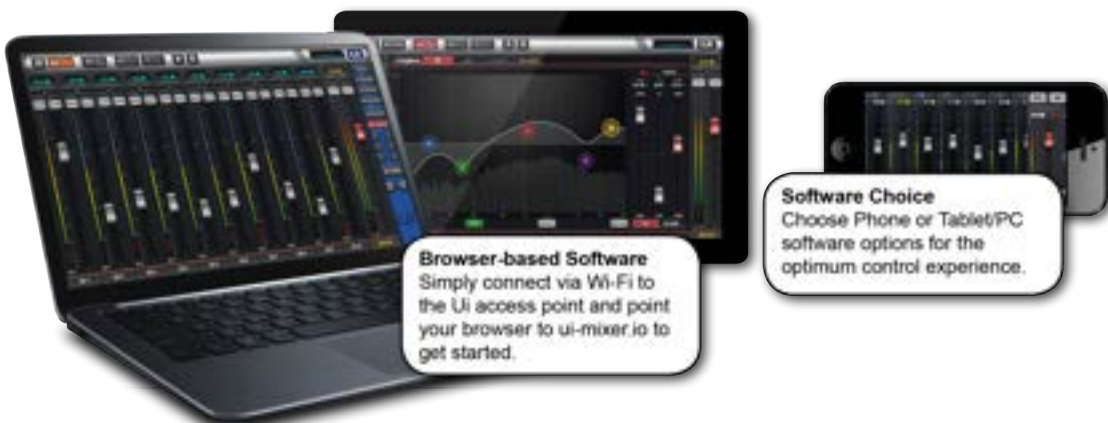 Browser-based Software
Simply connect via Wi-Fi to
the Ui access point and point
your browser to ui-mixer.io to
get started.
Software Choice
Choose Phone or Tablet/PC
software options for the
optimum control experience.